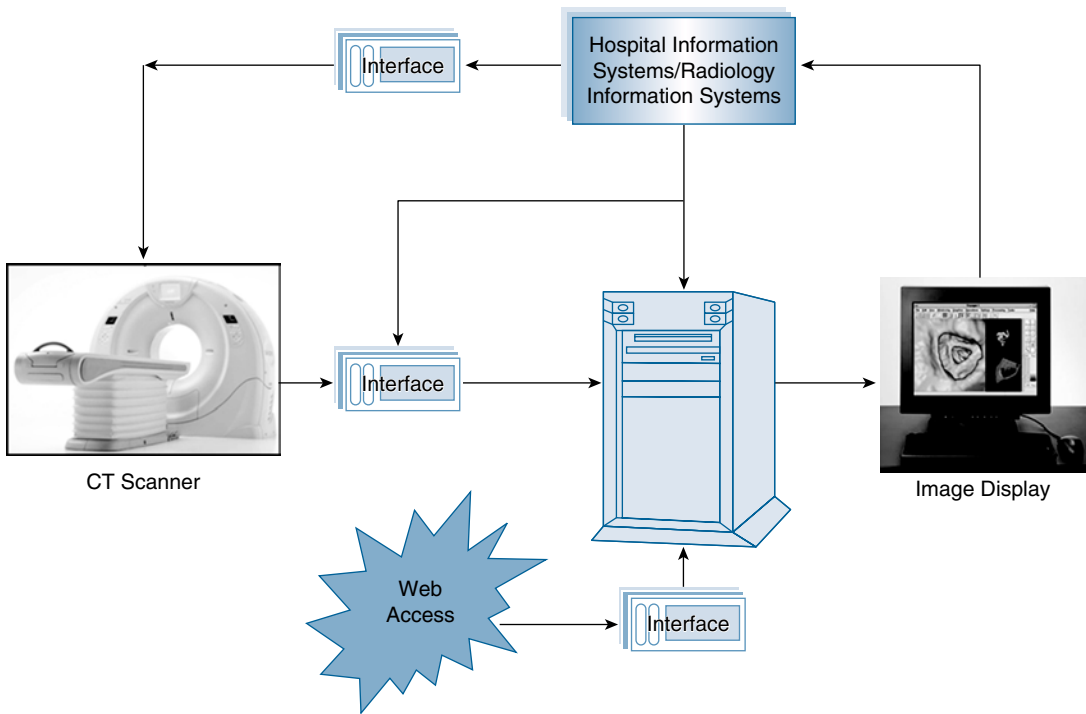 Interface
Hospital Information
Systems/Radiology
Information Systems
Interface
CT Scanner
Image Display
Web
Access
Interface